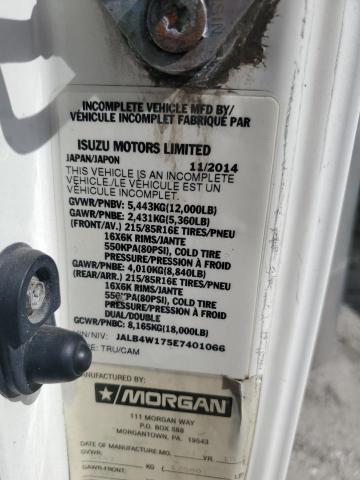 INCOMPLETE VEHICLE MFD BY/
VÉHICULE INCOMPLET FABRIQUÉ PAR
ISUZU MOTORS LIMITED
JAPAN/JAPON 11/2014
THIS VEHICLE IS AN INCOMPLETE
VEHICLE./LE VÉHICULE EST UN
VÉHICULE INCOMPLET.
GVWR/PNBV: 5,443KG(12,000LB)
GAWR/PNBE: 2,431KG(5,360LB)
(FRONT/AV.) 215/85R16E TIRES/PNEU
16X6K RIMS/JANTE
550KPA(80PSI), COLD TIRE
PRESSURE/PRESSION À FROID
GAWR/PNBE: 4,010KG(8,840LB)
(REAR/ARR.) 215/85R16E TIRES/PNEU
16X6K RIMS/JANTE
550KPA(80PSI), COLD TIRE
PRESSURE/PRESSION À FROID
DUAL/DOUBLE
GCWR/PNBC: 8,165KG(18,000LB)
VIN/NIV: JALB4W175E7401066
TYPE: TRU/CAM
MANUFACTURED BY:
MORGAN
111 MORGAN WAY
P.O. BOX 588
MORGANTOWN, PA. 19543
DATE OF MANUFACTURE MO. YR.
GVWR:
GAWR-FRONT: KG